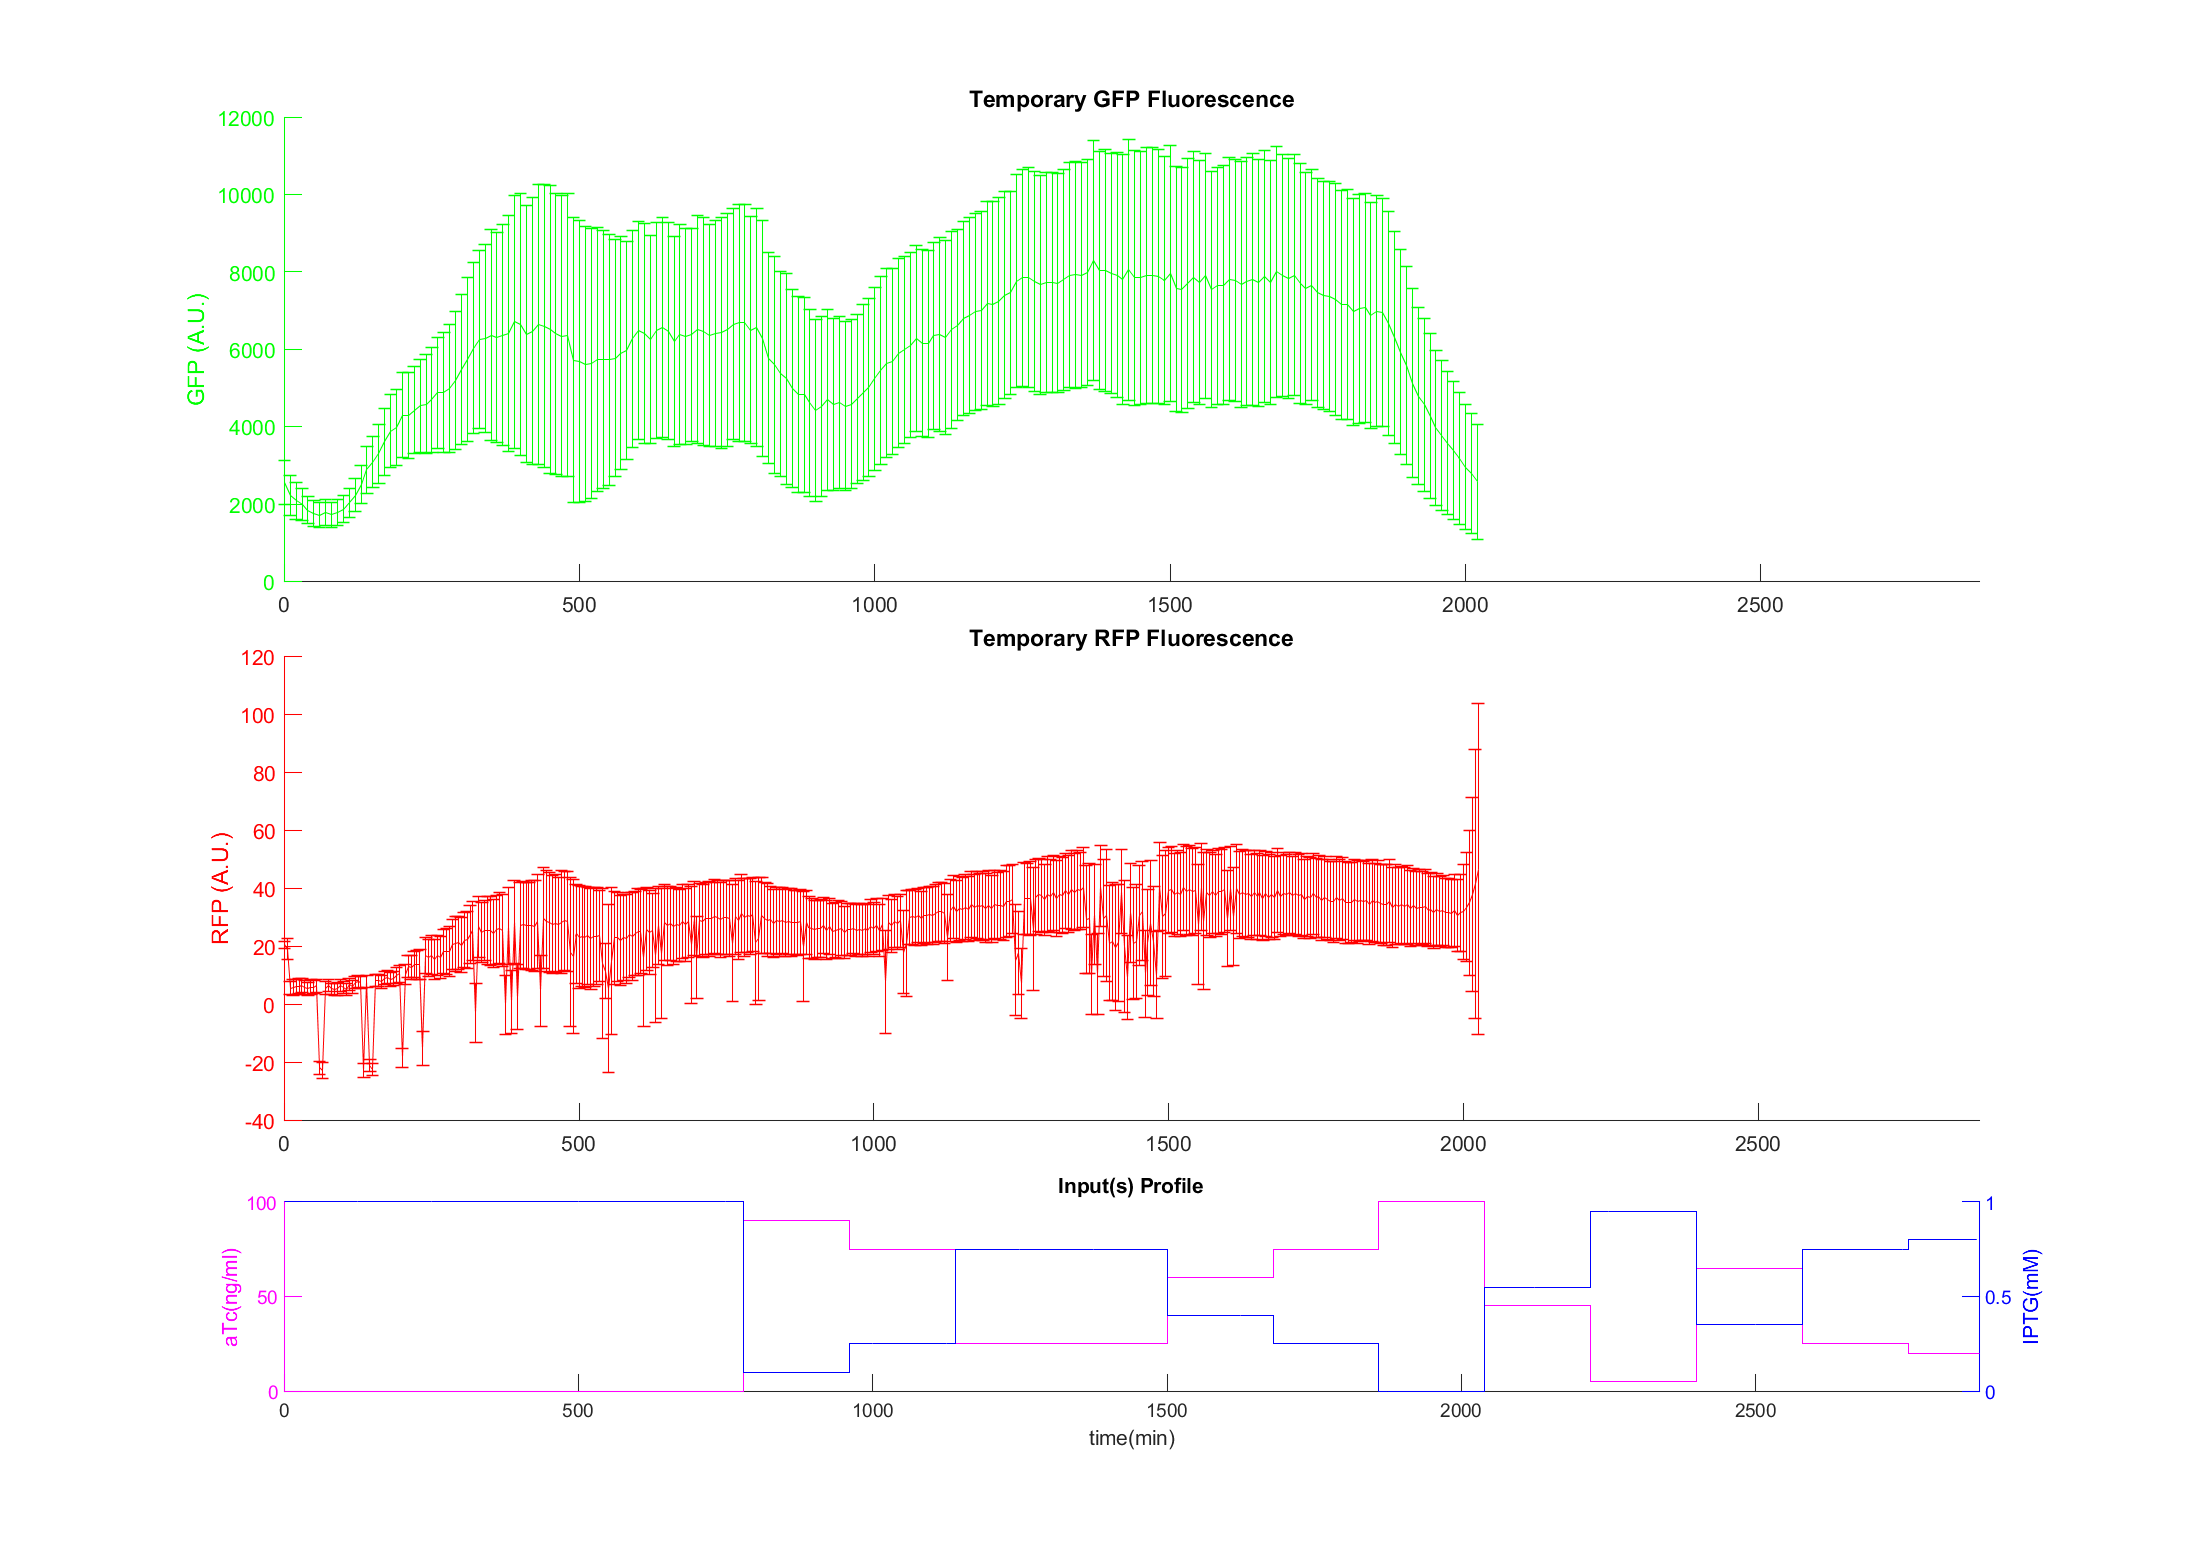 Temporary GFP Fluorescence
12000
10000
8000
6000
4000
2000
0
GFP (A.U.)
0 500 1000 1500 2000 2500
Temporary RFP Fluorescence
120
100
80
60
40
20
0
-20
-40
RFP (A.U.)
0 500 1000 1500 2000 2500
Input(s) Profile
100
50
0
aTc(ng/ml)
1
0.5
0
IPTG(mM)
0 500 1000 1500 2000 2500
time(min)